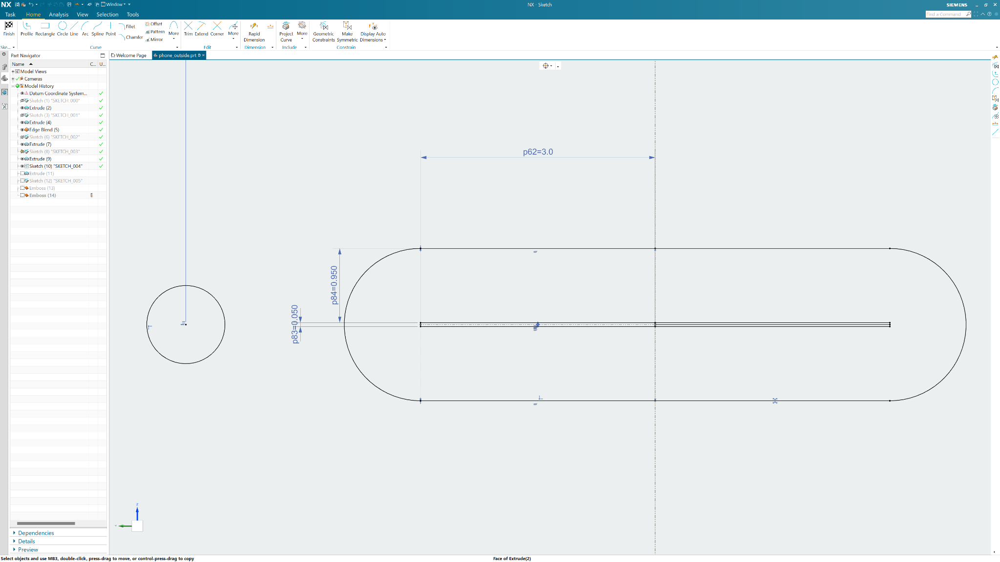 NX
Window
NX - Sketch
SIEMENS
Task Home Analysis View Selection Tools
Find a Command
Finish
Profile Rectangle Circle Line Arc Spline Point
Fillet
Chamfer
Offset
Pattern
Mirror
More
Trim Extend Corner More
Rapid Dimension
Project Curve
More
Geometric Constraints
Make Symmetric
Display Auto Dimensions
Ske...
Curve
Edit
Dimension
Include
Constrain
Part Navigator
Welcome Page
phone_outside.prt
Name C... U...
Model Views
Cameras
Model History
Datum Coordinate System...
Sketch (1) "SKETCH_000"
Extrude (2)
Sketch (3) "SKETCH_001"
Extrude (4)
Edge Blend (5)
Sketch (6) "SKETCH_002"
Extrude (7)
Sketch (8) "SKETCH_003"
Extrude (9)
Sketch (10) "SKETCH_004"
Extrude (11)
Sketch (12) "SKETCH_005"
Emboss (13)
Emboss (14)
p62=3.0
p84=0.950
p83=0.050
Z
Y
Dependencies
Details
Preview
Select objects and use MB3, double-click, press-drag to move, or control-press-drag to copy
Face of Extrude(2)